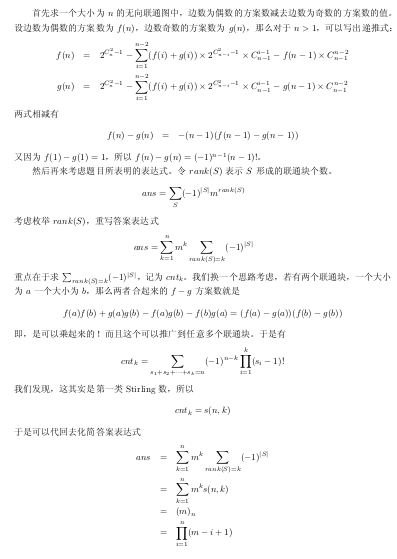 首先求一个大小为 n 的无向联通图中，边数为偶数的方案数减去边数为奇数的方案数的值。
设边数为偶数的方案数为 f(n)，边数奇数的方案数为 g(n)，那么对于 n > 1，可以写出递推式：
f(n) = 2^{C_n^2−1} − \sum_{i=1}^{n−2}(f(i) + g(i)) × 2^{C_{n−i}^2−1} × C_{n−1}^{i−1} − f(n−1) × C_{n−1}^{n−2}
g(n) = 2^{C_n^2−1} − \sum_{i=1}^{n−2}(f(i) + g(i)) × 2^{C_{n−i}^2−1} × C_{n−1}^{i−1} − g(n−1) × C_{n−1}^{n−2}
两式相减有
f(n) − g(n) = −(n−1)(f(n−1) − g(n−1))
又因为 f(1) − g(1) = 1，所以 f(n) − g(n) = (−1)^{n−1}(n−1)!。
然后再来考虑题目所表明的表达式。令 rank(S) 表示 S 形成的联通块个数。
ans = \sum_S (−1)^{|S|} m^{rank(S)}
考虑枚举 rank(S)，重写答案表达式
ans = \sum_{k=1}^{n} m^k \sum_{rank(S)=k} (−1)^{|S|}
重点在于求 \sum_{rank(S)=k}(−1)^{|S|}，记为 cnt_k。我们换一个思路考虑，若有两个联通块，一个大小
为 a 一个大小为 b，那么两者合起来的 f − g 方案数就是
f(a)f(b) + g(a)g(b) − f(a)g(b) − f(b)g(a) = (f(a) − g(a))(f(b) − g(b))
即，是可以乘起来的！而且这个可以推广到任意多个联通块。于是有
cnt_k = \sum_{s_1+s_2+⋯+s_k=n} (−1)^{n−k} \prod_{i=1}^{k} (s_i − 1)!
我们发现，这其实是第一类 Stirling 数，所以
cnt_k = s(n, k)
于是可以代回去化简答案表达式
ans = \sum_{k=1}^{n} m^k \sum_{rank(S)=k} (−1)^{|S|}
= \sum_{k=1}^{n} m^k s(n, k)
= (m)_n
= \prod_{i=1}^{n} (m − i + 1)